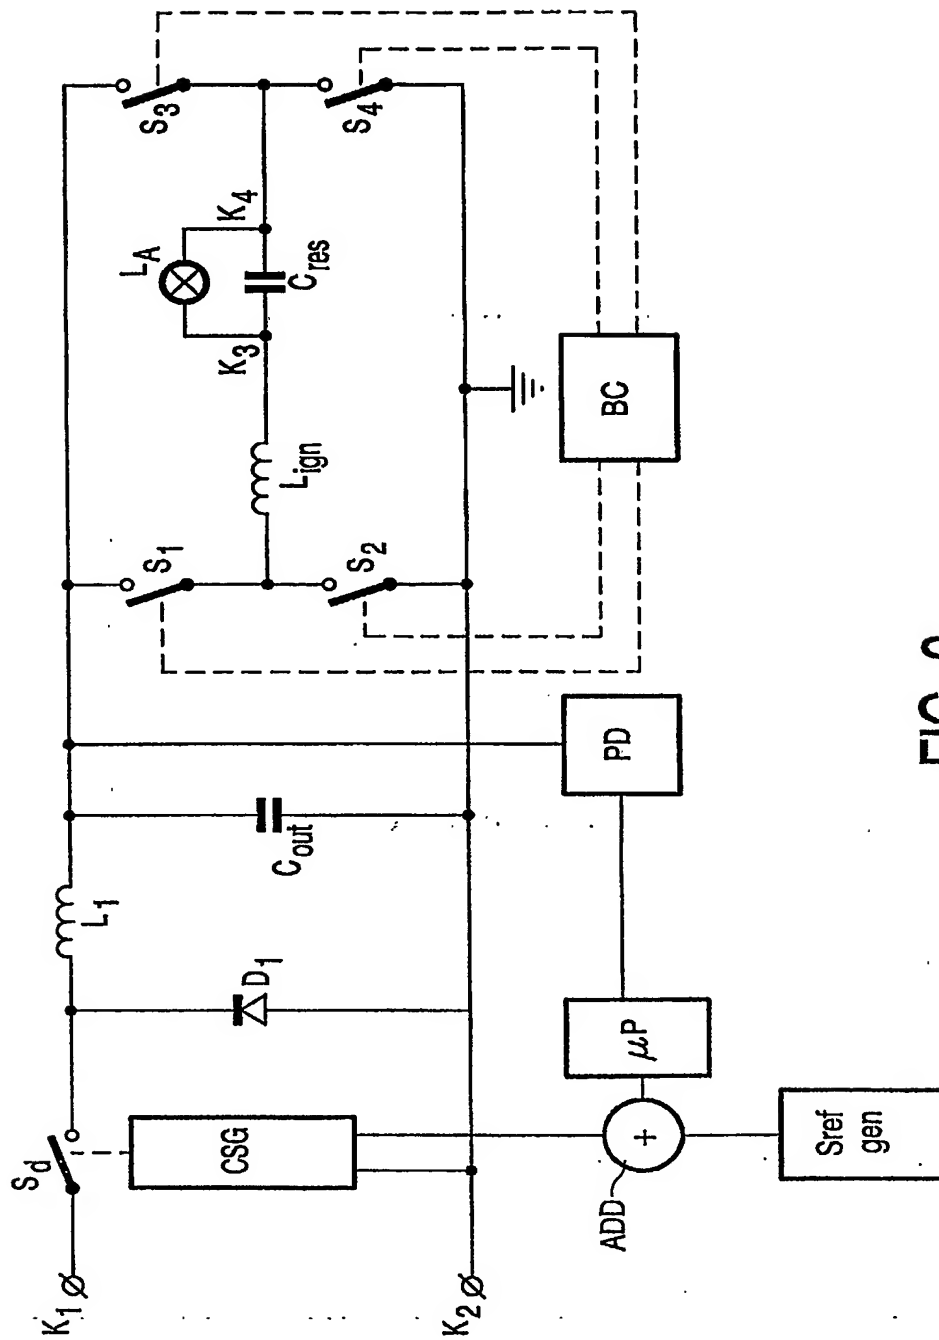 K1
Sd
L1
D1
Cout
CSG
K2
ADD
+
μP
Sref
gen
PD
S1
S2
Lign
K3
LA
Cres
K4
S3
S4
BC
FIG.